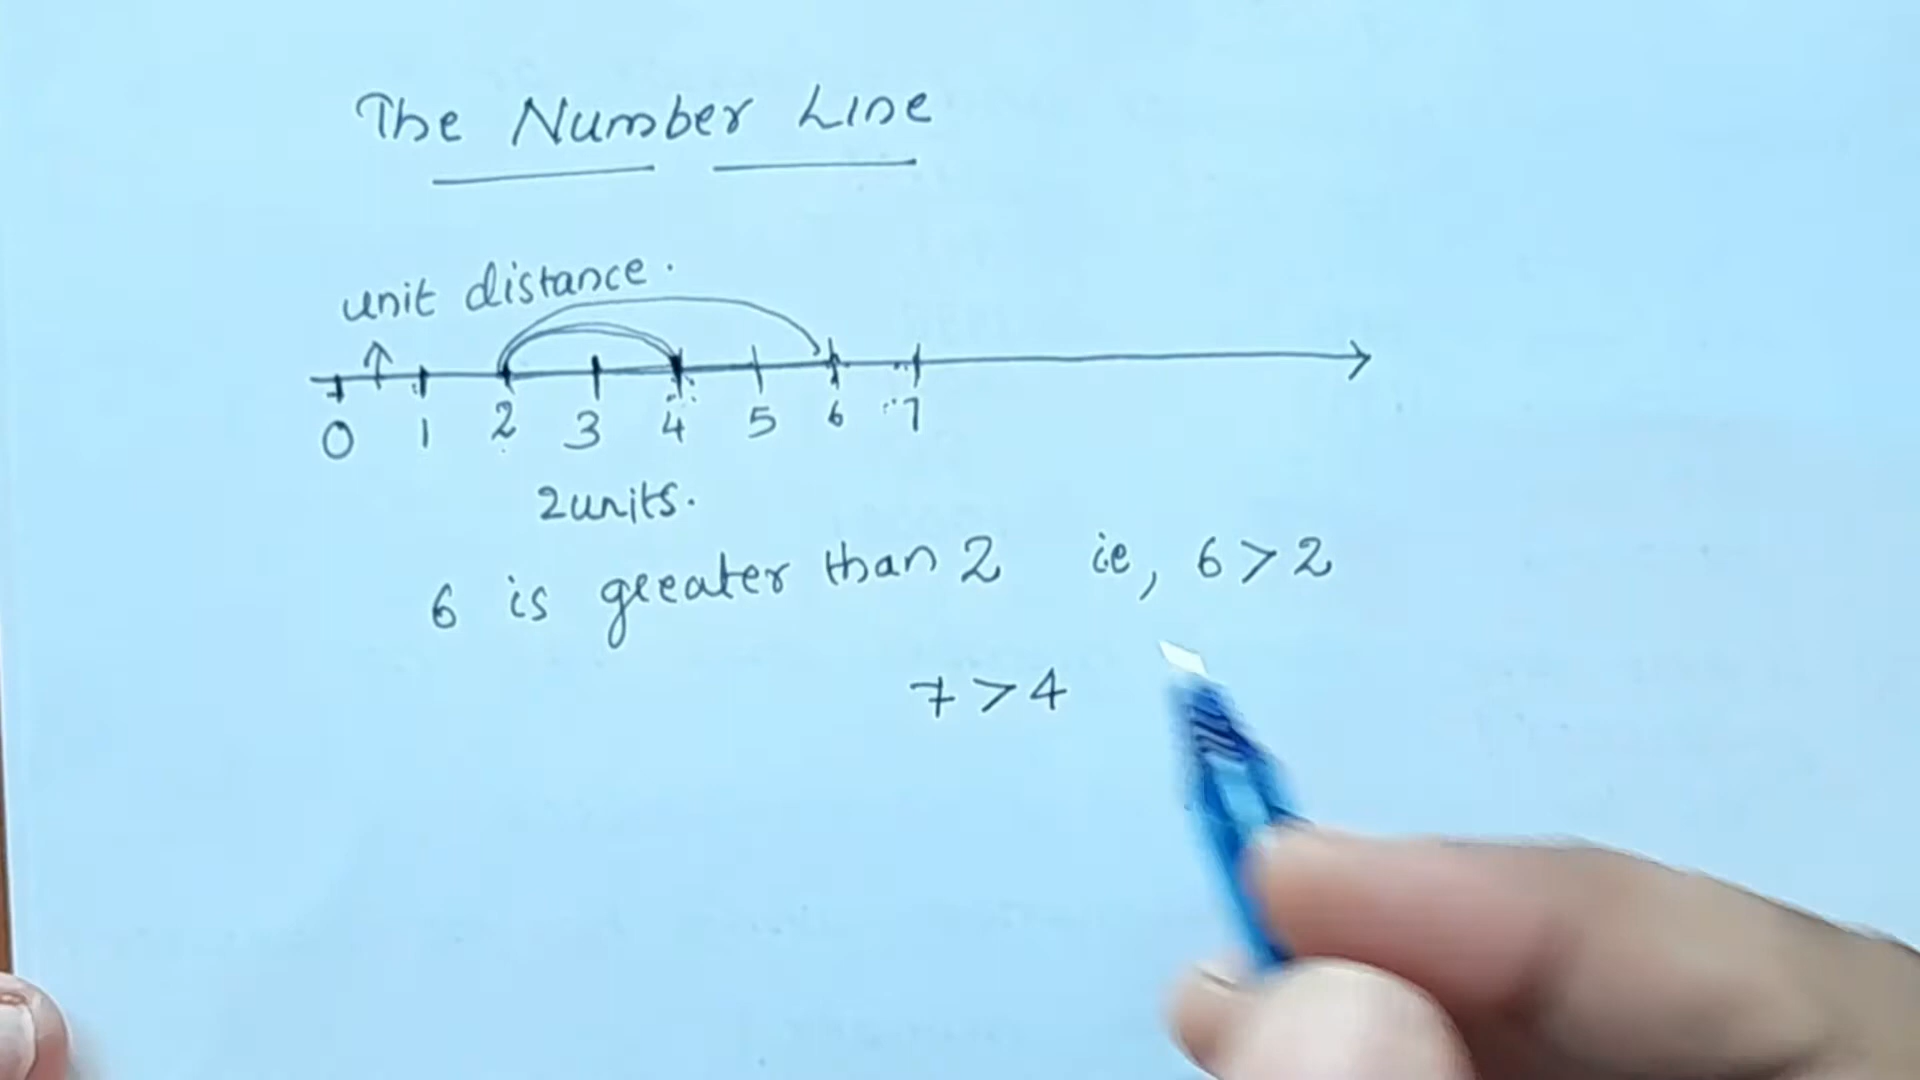 The Number Line
unit distance.
0 1 2 3 4 5 6 7
2units.
6 is greater than 2 ie, 6 > 2
7 > 4